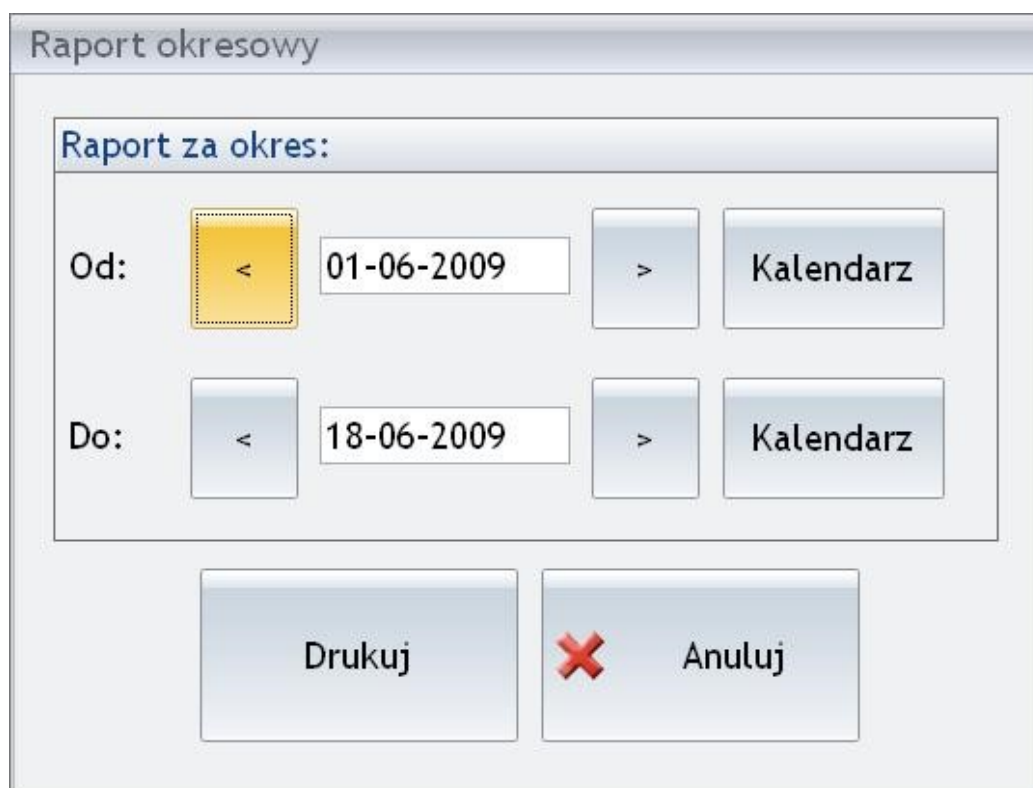 Raport okresowy
Raport za okres:
Od: < 01-06-2009 > Kalendarz
Do: < 18-06-2009 > Kalendarz
Drukuj Anuluj